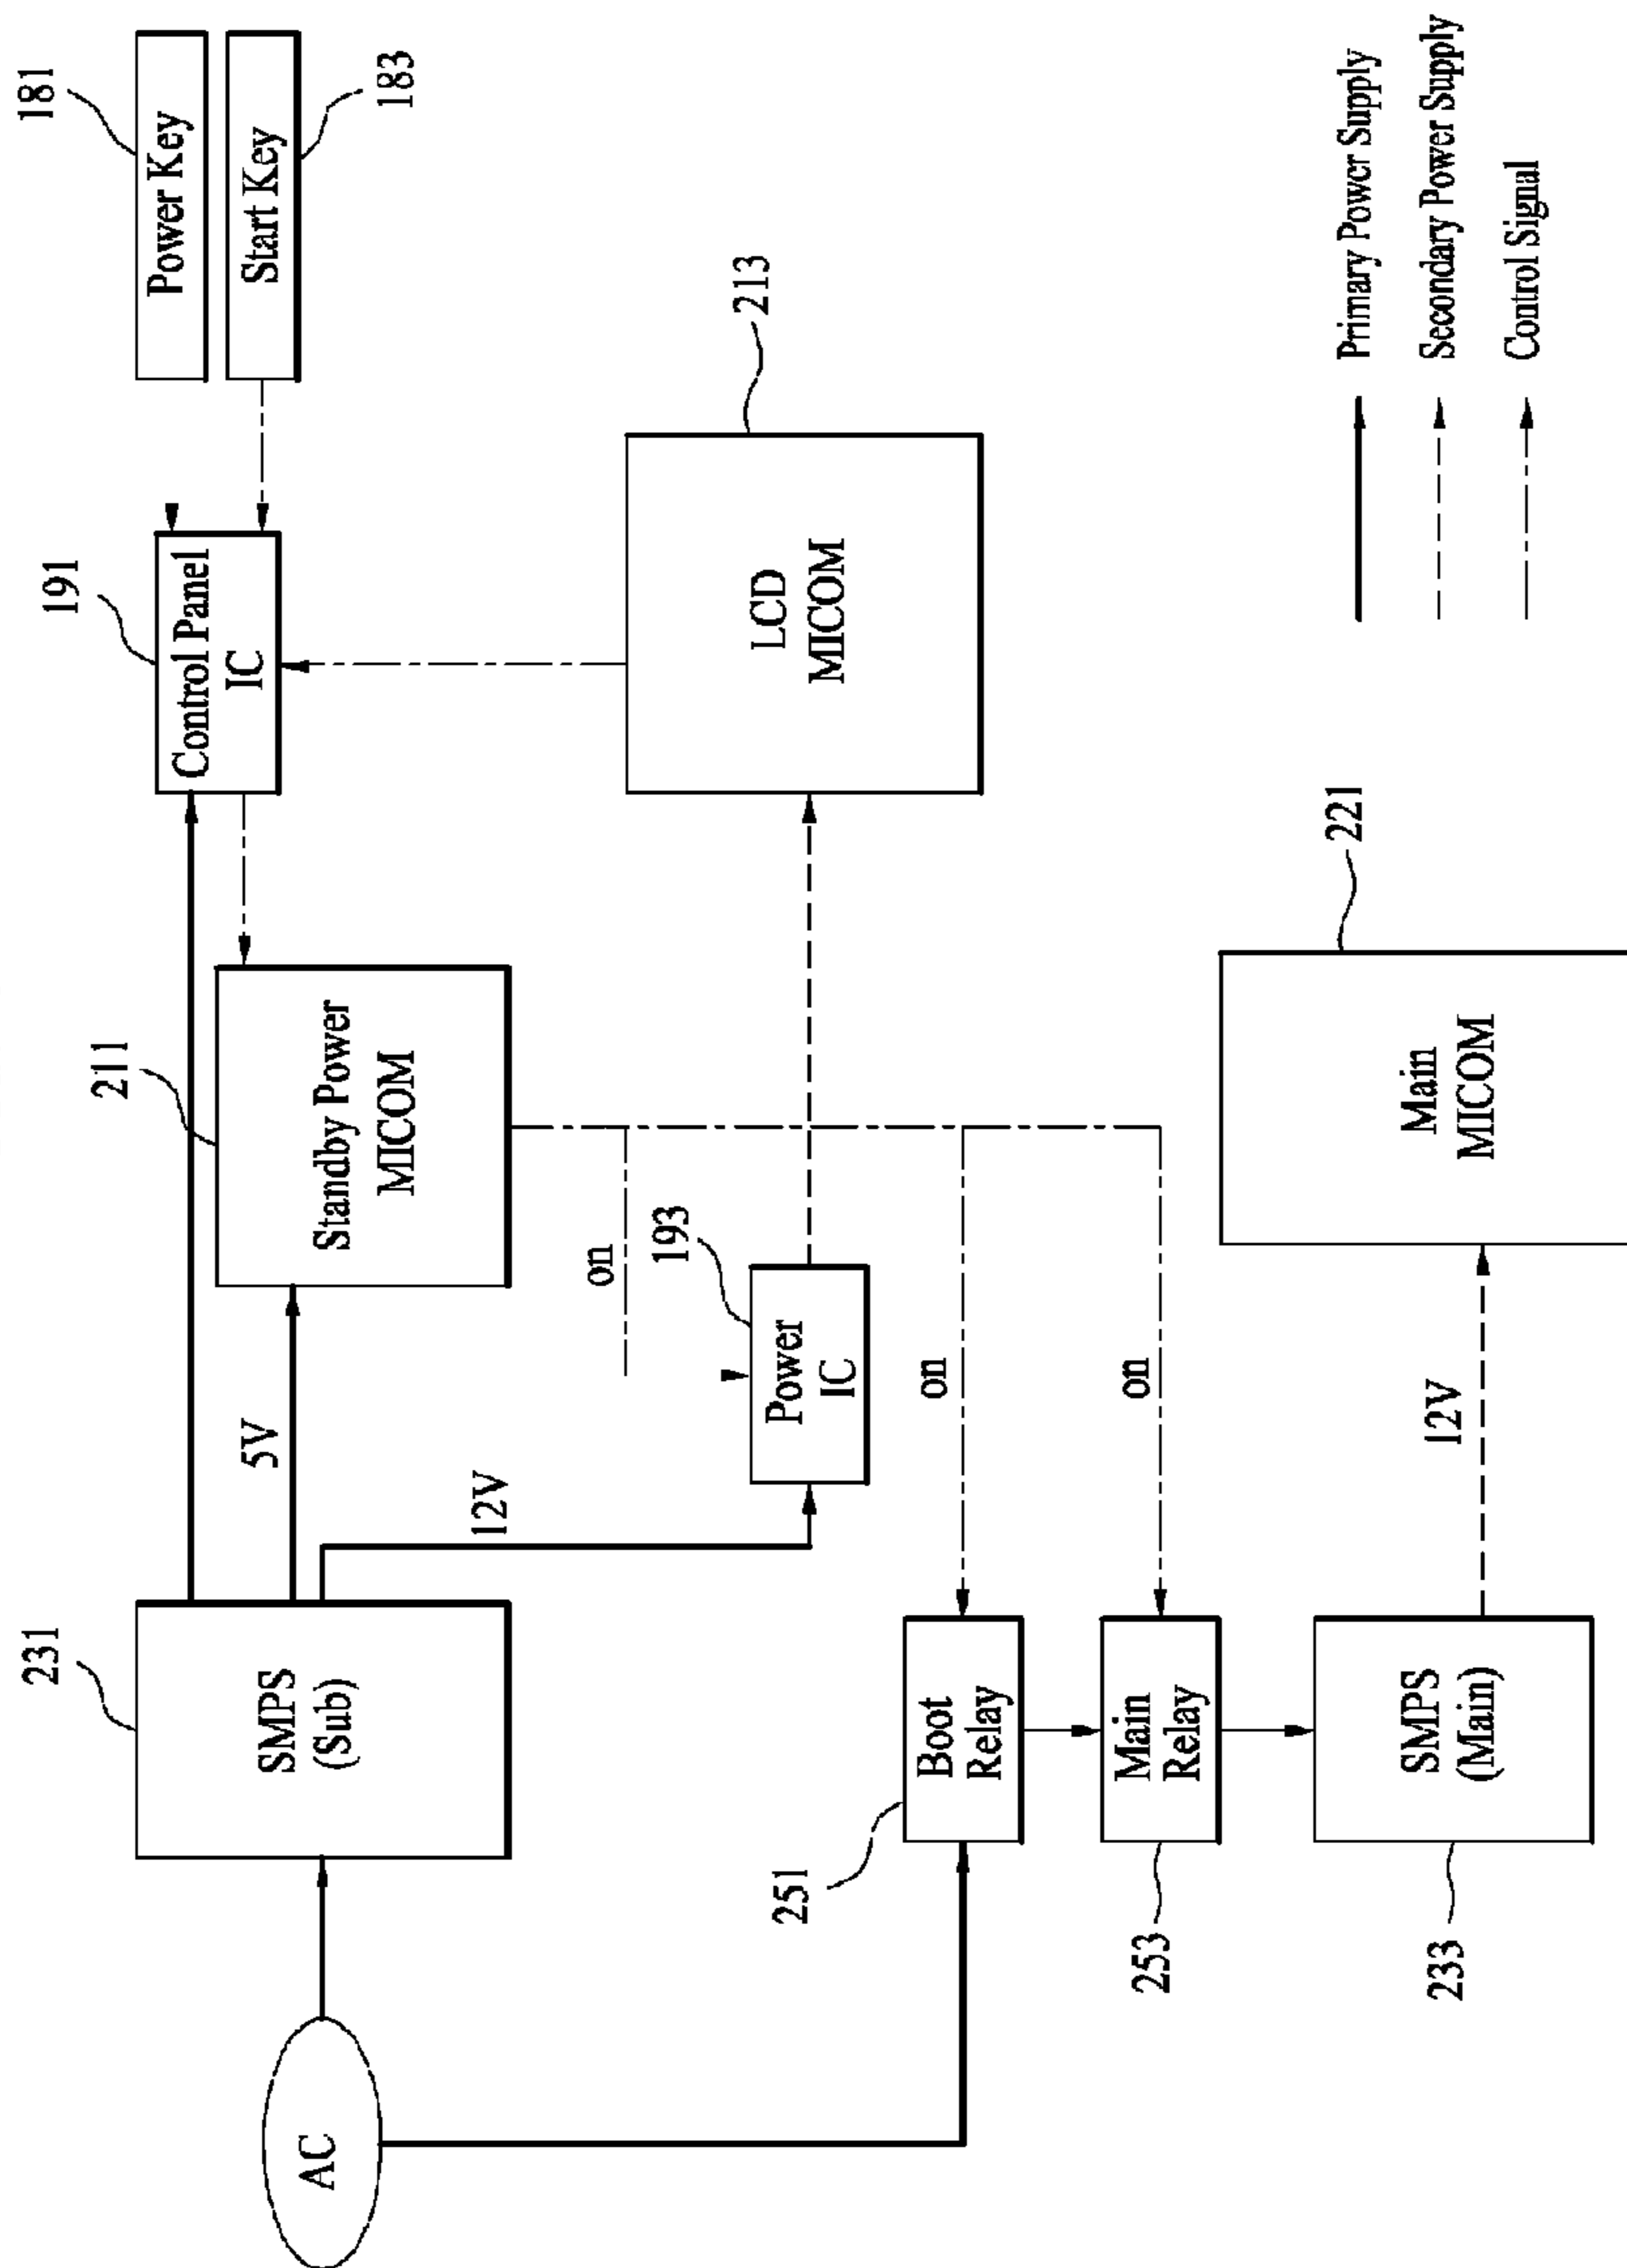 181
Power Key
Start Key
183
191
Control Panel
IC
213
LCD
MICOM
211
Standby Power
MICOM
5V
12V
on
193
Power
IC
231
SMPS
(Sub)
AC
251
Boot
Relay
on
253
Main
Relay
on
233
SMPS
(Main)
12V
221
Main
MICOM
Primary Power Supply
Secondary Power Supply
Control Signal